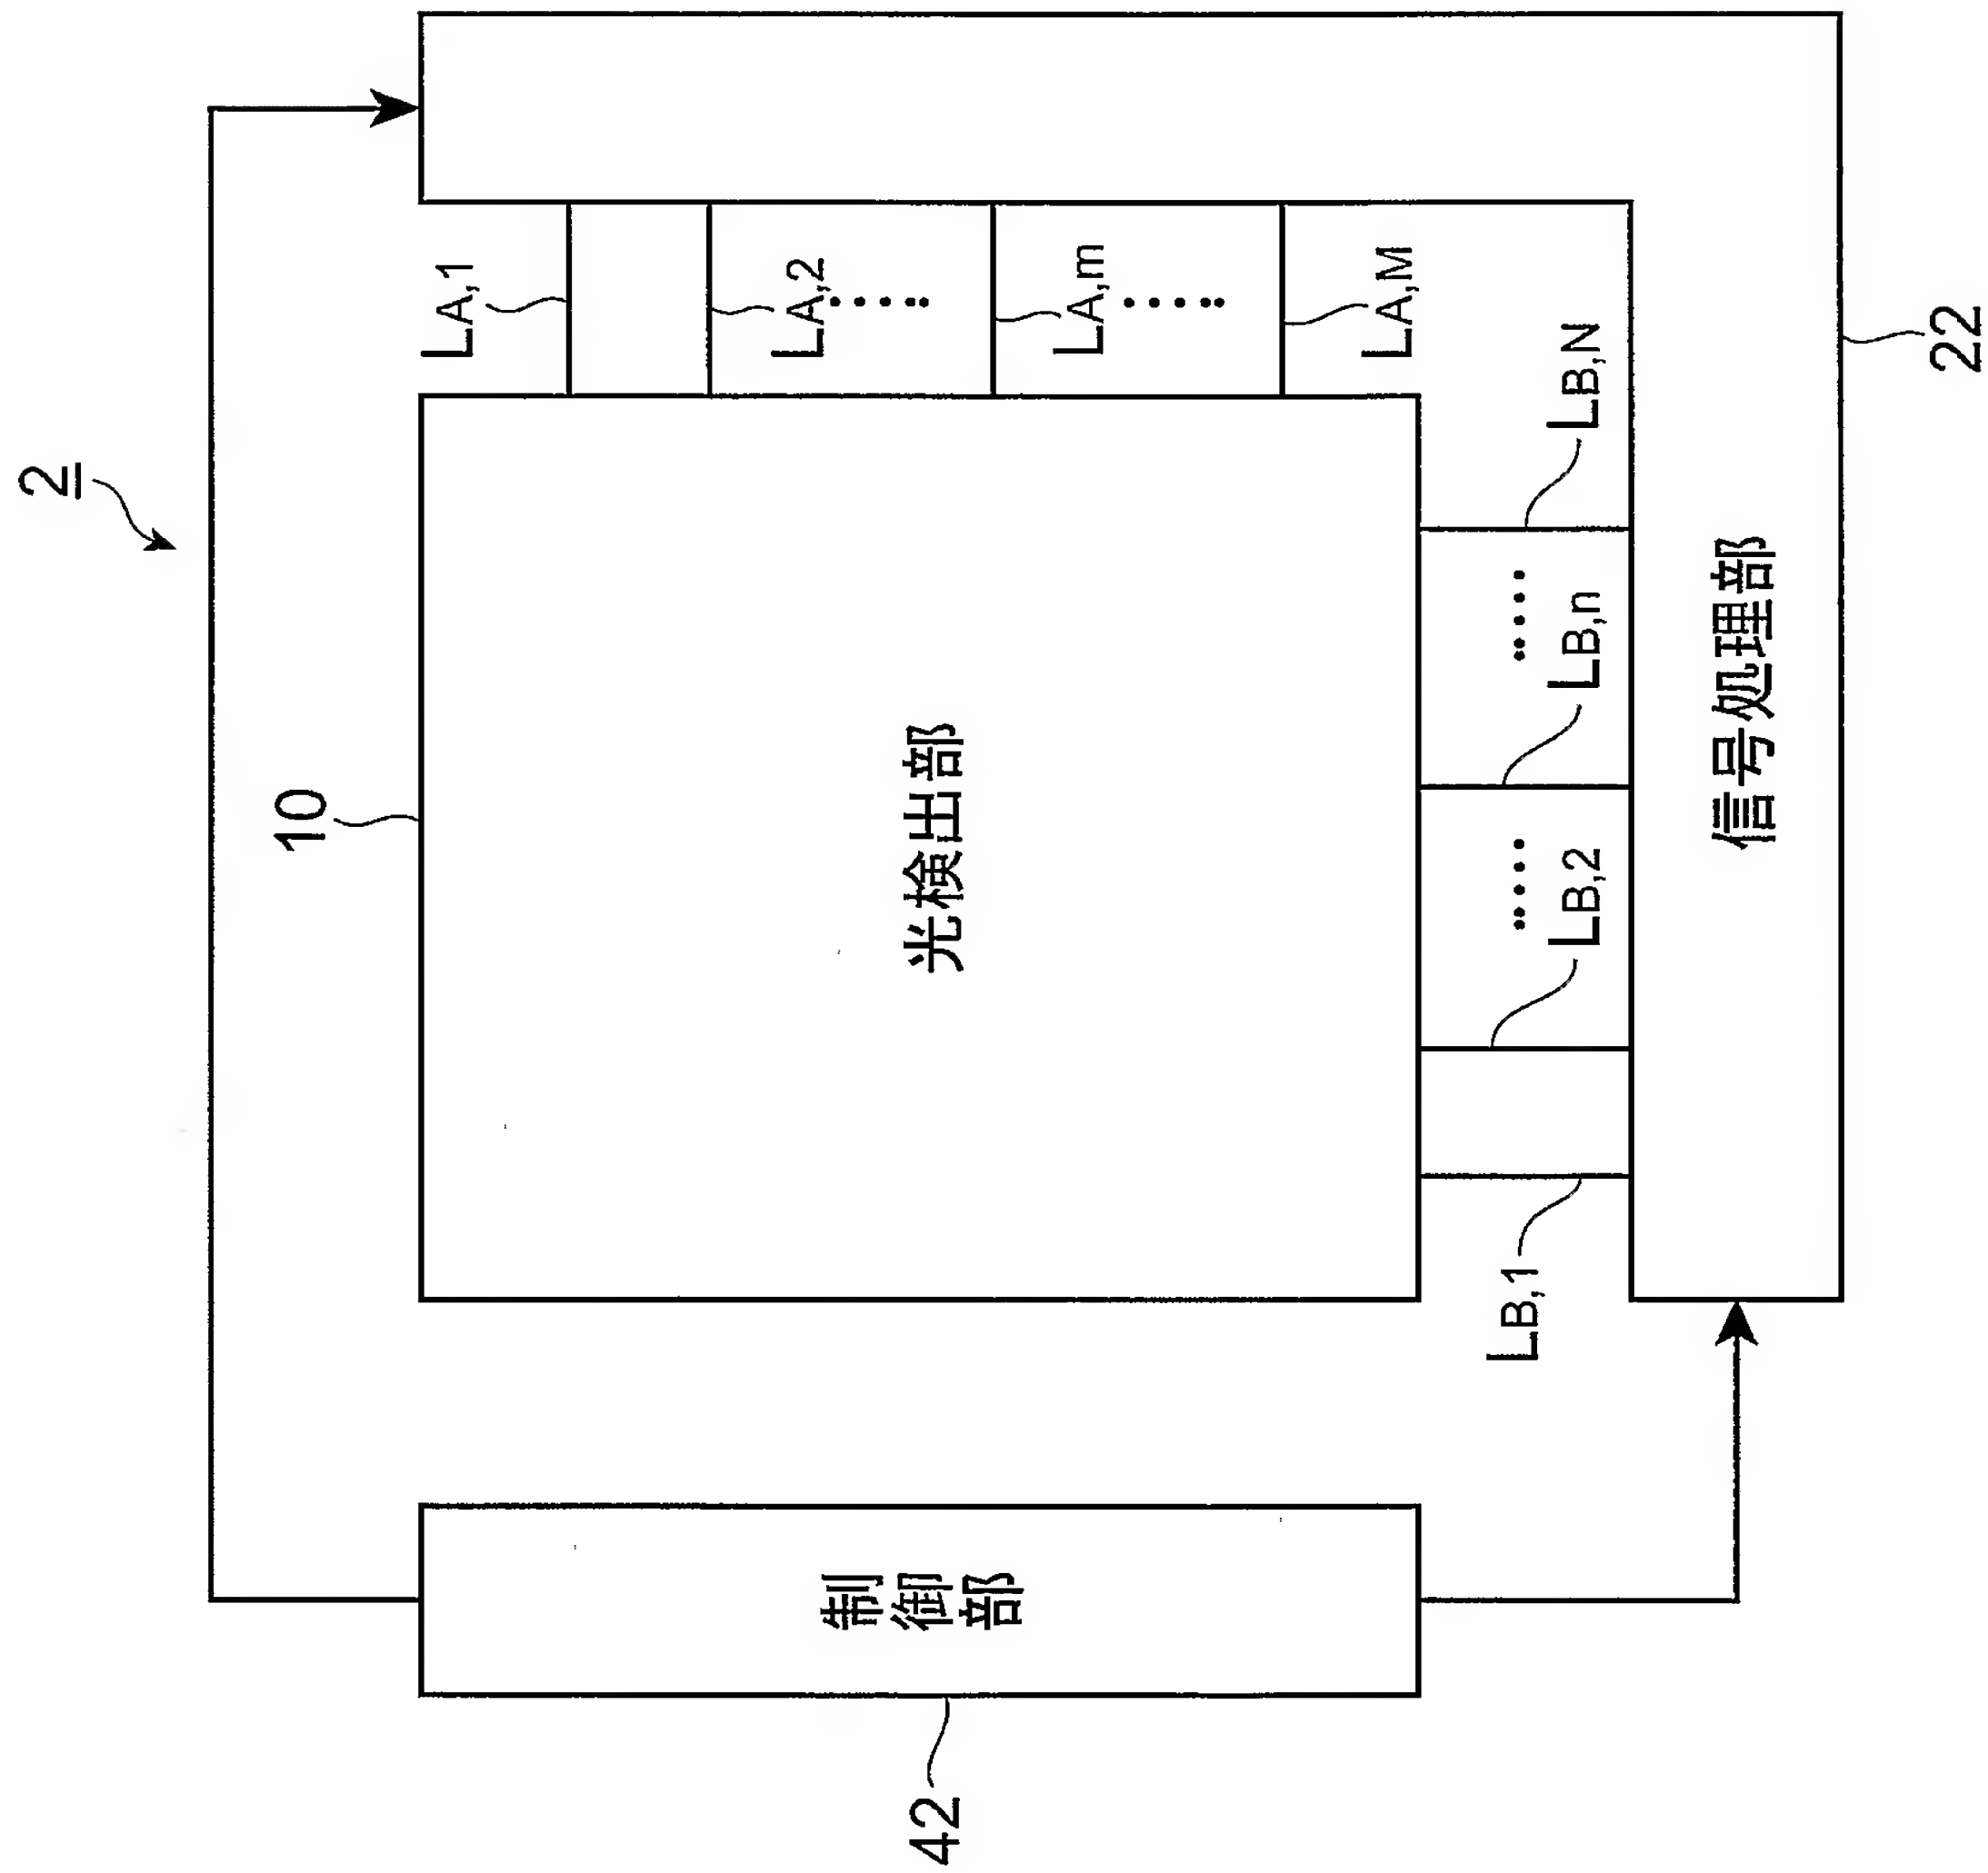 2
10
LA,1
LA,2
42
制御部
光検出部
LA,m
LA,M
LB,1
LB,2
LB,n
LB,N
信号処理部
22